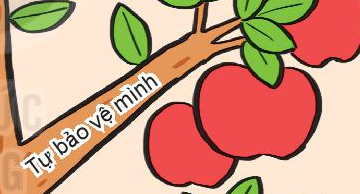 Tự bảo vệ mình